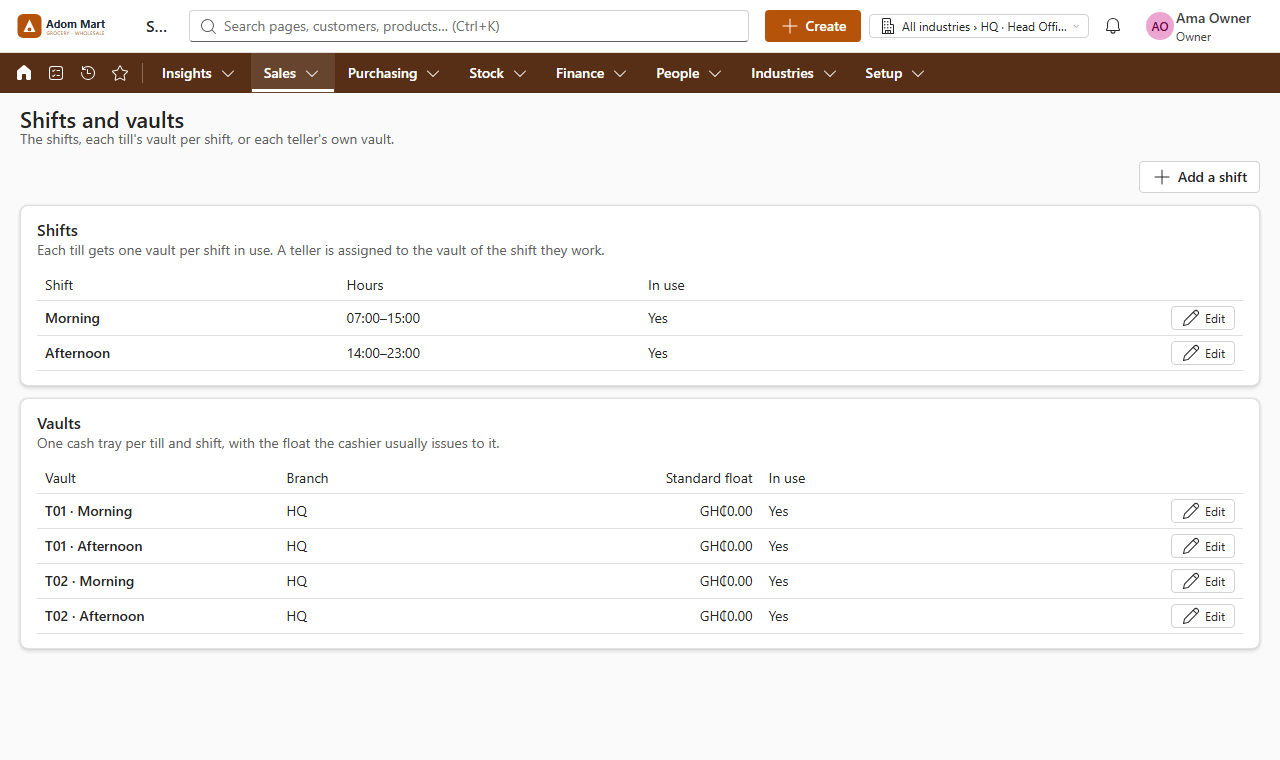 Adom Mart
GROCERY · WHOLESALE
S...
Search pages, customers, products... (Ctrl+K)
Create
All industries › HQ · Head Offi...
AO
Ama Owner
Owner
Insights
Sales
Purchasing
Stock
Finance
People
Industries
Setup
Shifts and vaults
The shifts, each till's vault per shift, or each teller's own vault.
Add a shift
Shifts
Each till gets one vault per shift in use. A teller is assigned to the vault of the shift they work.
Shift Hours In use
Morning 07:00–15:00 Yes Edit
Afternoon 14:00–23:00 Yes Edit
Vaults
One cash tray per till and shift, with the float the cashier usually issues to it.
Vault Branch Standard float In use
T01 · Morning HQ GH₵0.00 Yes Edit
T01 · Afternoon HQ GH₵0.00 Yes Edit
T02 · Morning HQ GH₵0.00 Yes Edit
T02 · Afternoon HQ GH₵0.00 Yes Edit